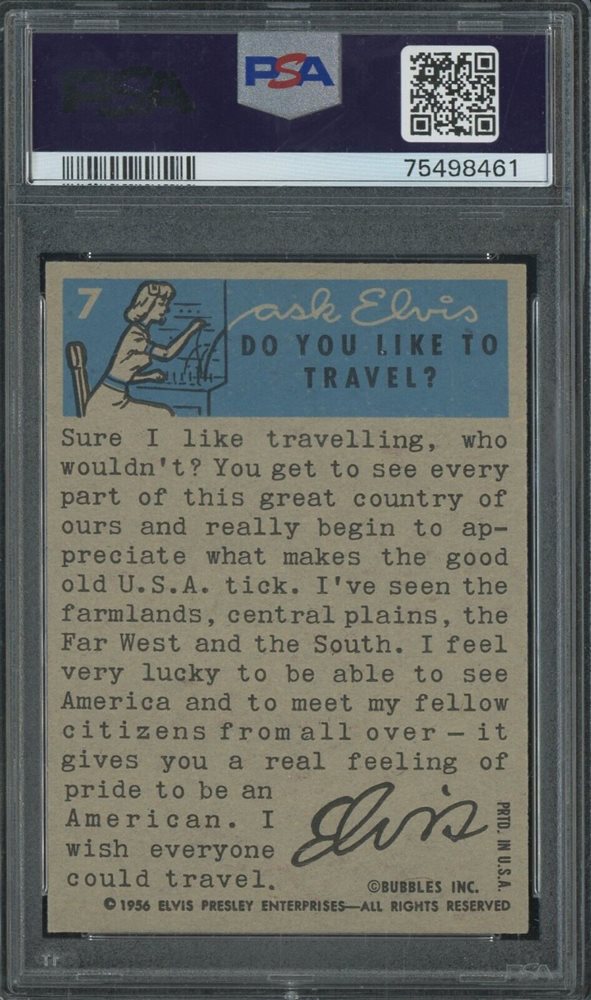 PSA
PSA
75498461
7
ask Elvis
DO YOU LIKE TO
TRAVEL?
Sure I like travelling, who
wouldn't? You get to see every
part of this great country of
ours and really begin to ap-
preciate what makes the good
old U.S.A. tick. I've seen the
farmlands, central plains, the
Far West and the South. I feel
very lucky to be able to see
America and to meet my fellow
citizens from all over — it
gives you a real feeling of
pride to be an
American. I
wish everyone
could travel.
Elvis
©BUBBLES INC.
PRTD. IN U.S.A.
© 1956 ELVIS PRESLEY ENTERPRISES—ALL RIGHTS RESERVED
PSA